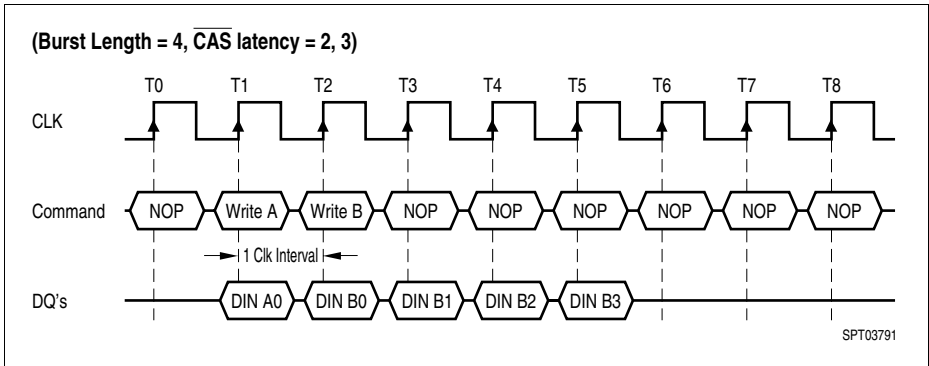 (Burst Length = 4, CAS latency = 2, 3)
T0 T1 T2 T3 T4 T5 T6 T7 T8
CLK
Command NOP Write A Write B NOP NOP NOP NOP NOP NOP
1 Clk Interval
DQ's DIN A0 DIN B0 DIN B1 DIN B2 DIN B3
SPT03791